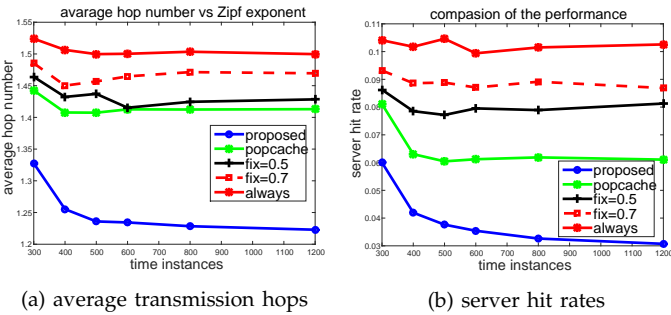 avarage hop number vs Zipf exponent
1.55
1.5
1.45
1.4
1.35
1.3
1.25
1.2
average hop number
proposed
popcache
fix=0.5
fix=0.7
always
300 400 500 600 700 800 900 1000 1100 1200
time instances
(a) average transmission hops
compasion of the performance
0.11
0.1
0.09
0.08
0.07
0.06
0.05
0.04
0.03
server hit rate
proposed
popcache
fix=0.5
fix=0.7
always
300 400 500 600 700 800 900 1000 1100 1200
time instances
(b) server hit rates